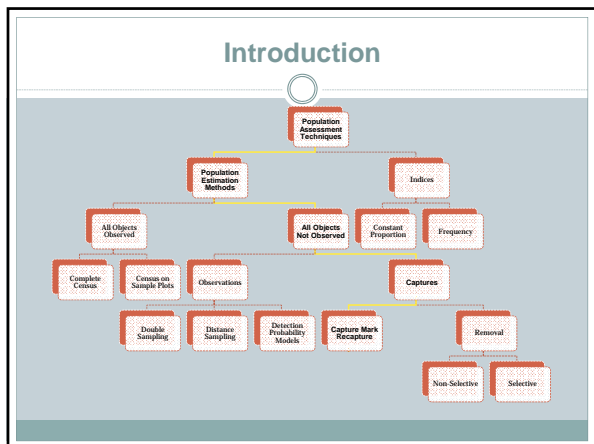 Introduction
Population
Assessment
Techniques
Population
Estimation
Methods
Indices
All Objects
Observed
All Objects
Not Observed
Constant
Proportion
Frequency
Complete
Census
Census on
Sample Plots
Observations
Captures
Double
Sampling
Distance
Sampling
Detection
Probability
Models
Capture Mark
Recapture
Removal
Non-Selective
Selective